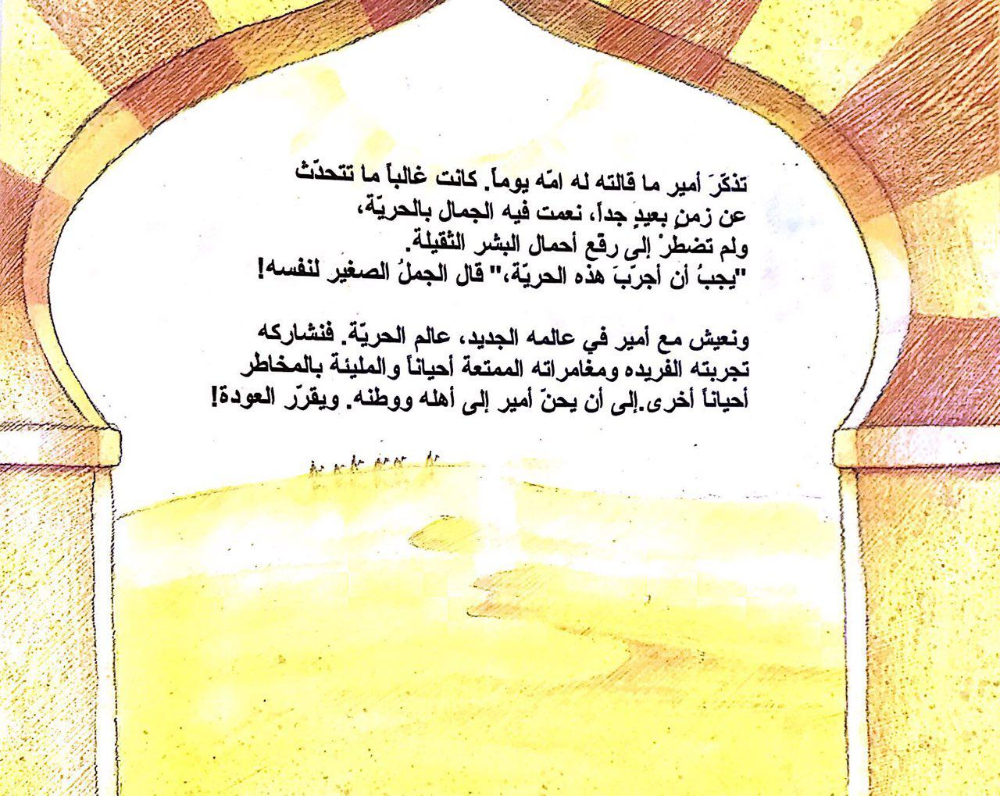 تذكّرَ أمير ما قالته له امّه يوماً. كانت غالباً ما تتحدّث
عن زمنٍ بعيدٍ جداً، نعمت فيه الجمال بالحريّة،
ولم تضطرْ إلى رقع أحمال البشر الثقيلة.
"يجبُ أن أجرّبَ هذه الحريّة،" قال الجملُ الصغير لنفسه!
ونعيش مع أمير في عالمه الجديد، عالم الحريّة. فنشاركه
تجربته الفريده ومغامراته الممتعة أحياناً والمليئة بالمخاطر
أحياناً أخرى.إلى أن يحنّ أمير إلى أهله ووطنه. ويقرّر العودة!